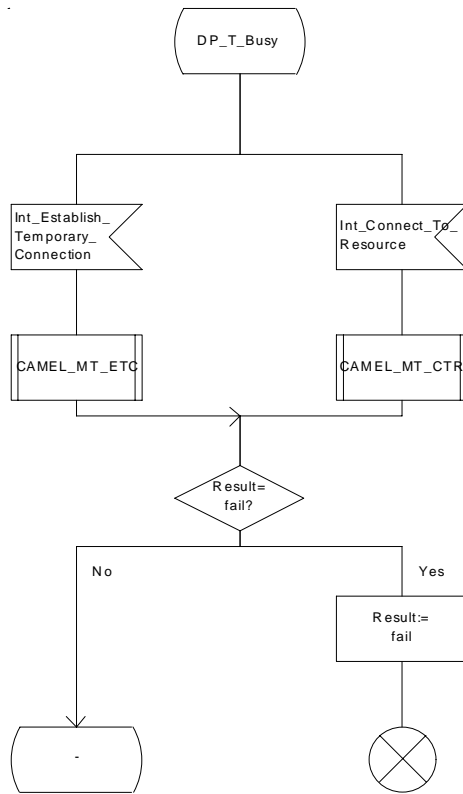 DP_T_Busy
Int_Establish_
Temporary_
Connection
Int_Connect_To_
Resource
CAMEL_MT_ETC
CAMEL_MT_CTR
Result=
fail?
No
Yes
Result:=
fail
-